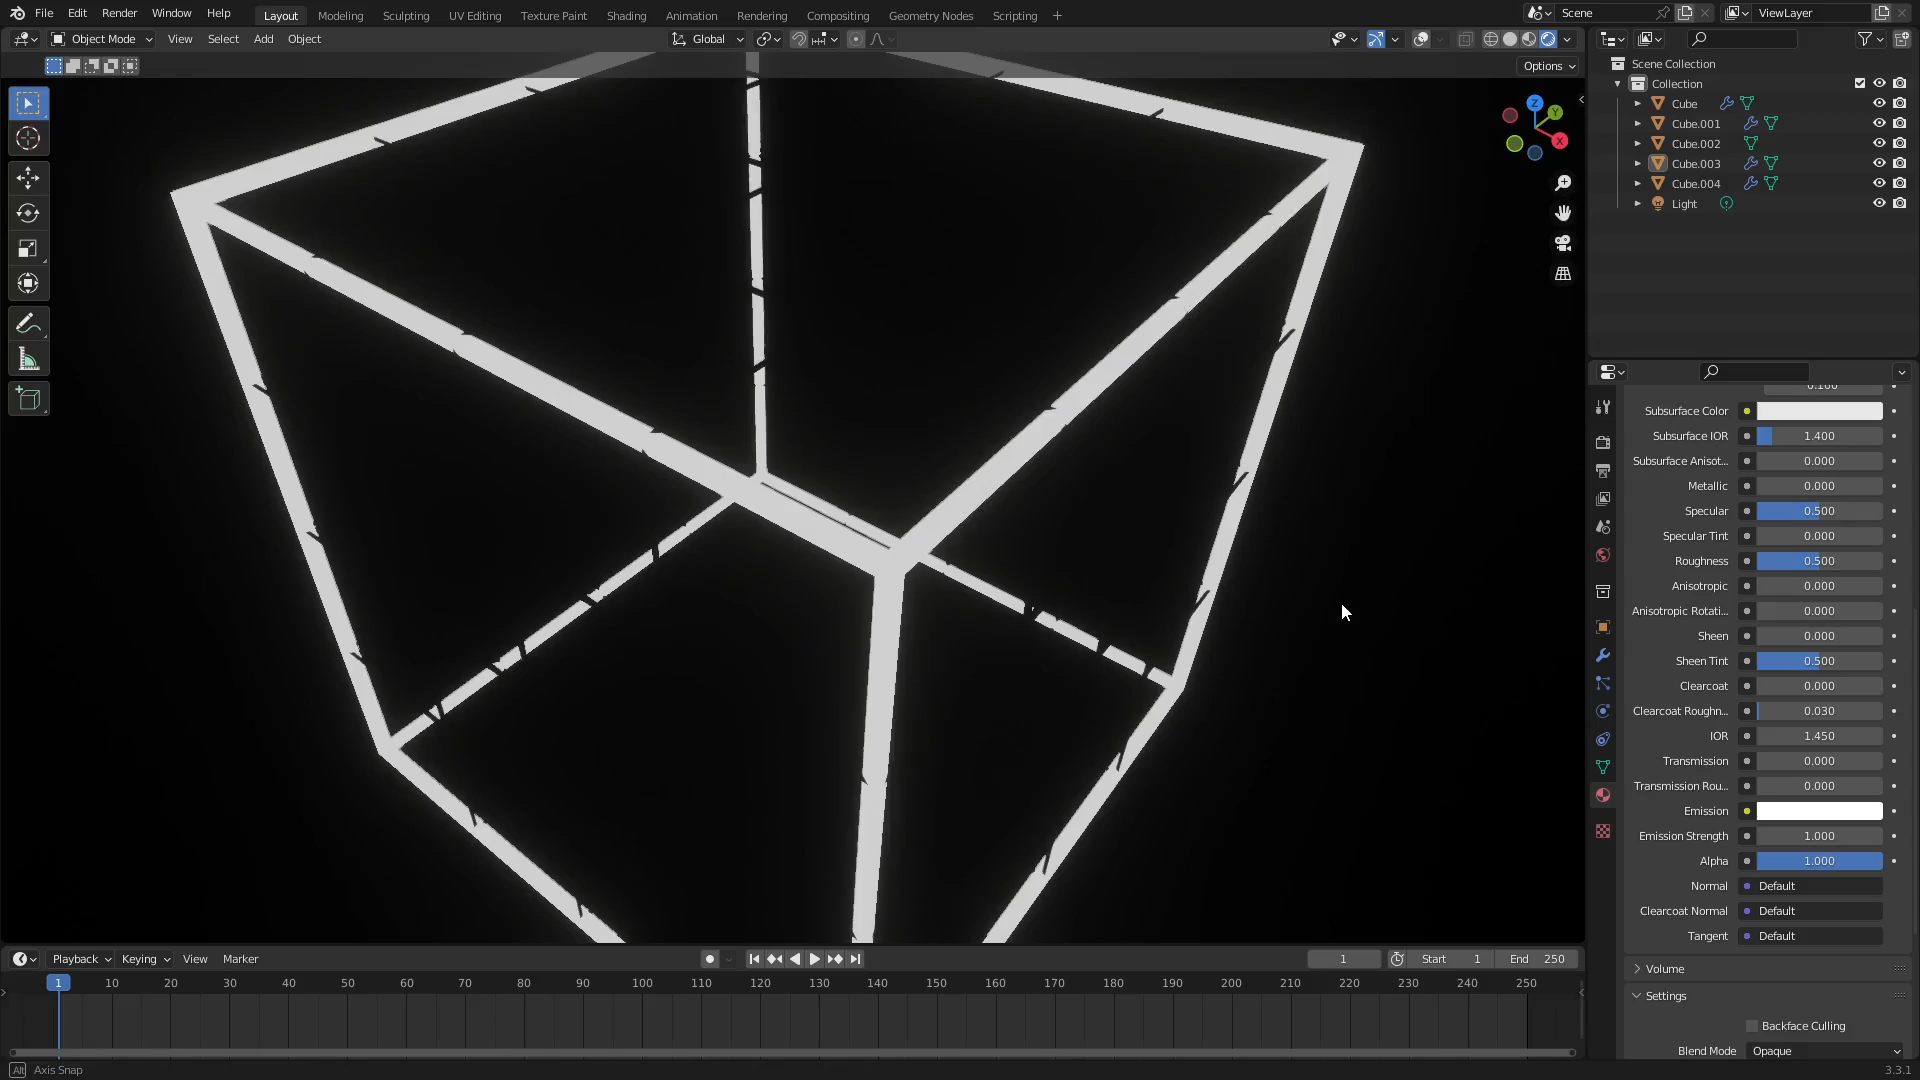 File Edit Render Window Help Layout Modeling Sculpting UV Editing Texture Paint Shading Animation Rendering Compositing Geometry Nodes Scripting + Scene ViewLayer
Object Mode View Select Add Object Global
Options
Z
Y
X
Scene Collection
Collection
Cube
Cube.001
Cube.002
Cube.003
Cube.004
Light
0.100
Subsurface Color
Subsurface IOR 1.400
Subsurface Anisot... 0.000
Metallic 0.000
Specular 0.500
Specular Tint 0.000
Roughness 0.500
Anisotropic 0.000
Anisotropic Rotati... 0.000
Sheen 0.000
Sheen Tint 0.500
Clearcoat 0.000
Clearcoat Roughn... 0.030
IOR 1.450
Transmission 0.000
Transmission Rou... 0.000
Emission
Emission Strength 1.000
Alpha 1.000
Normal Default
Clearcoat Normal Default
Tangent Default
Volume
Settings
Backface Culling
Blend Mode Opaque
Playback Keying View Marker 1 Start 1 End 250
1 10 20 30 40 50 60 70 80 90 100 110 120 130 140 150 160 170 180 190 200 210 220 230 240 250
Alt Axis Snap 3.3.1